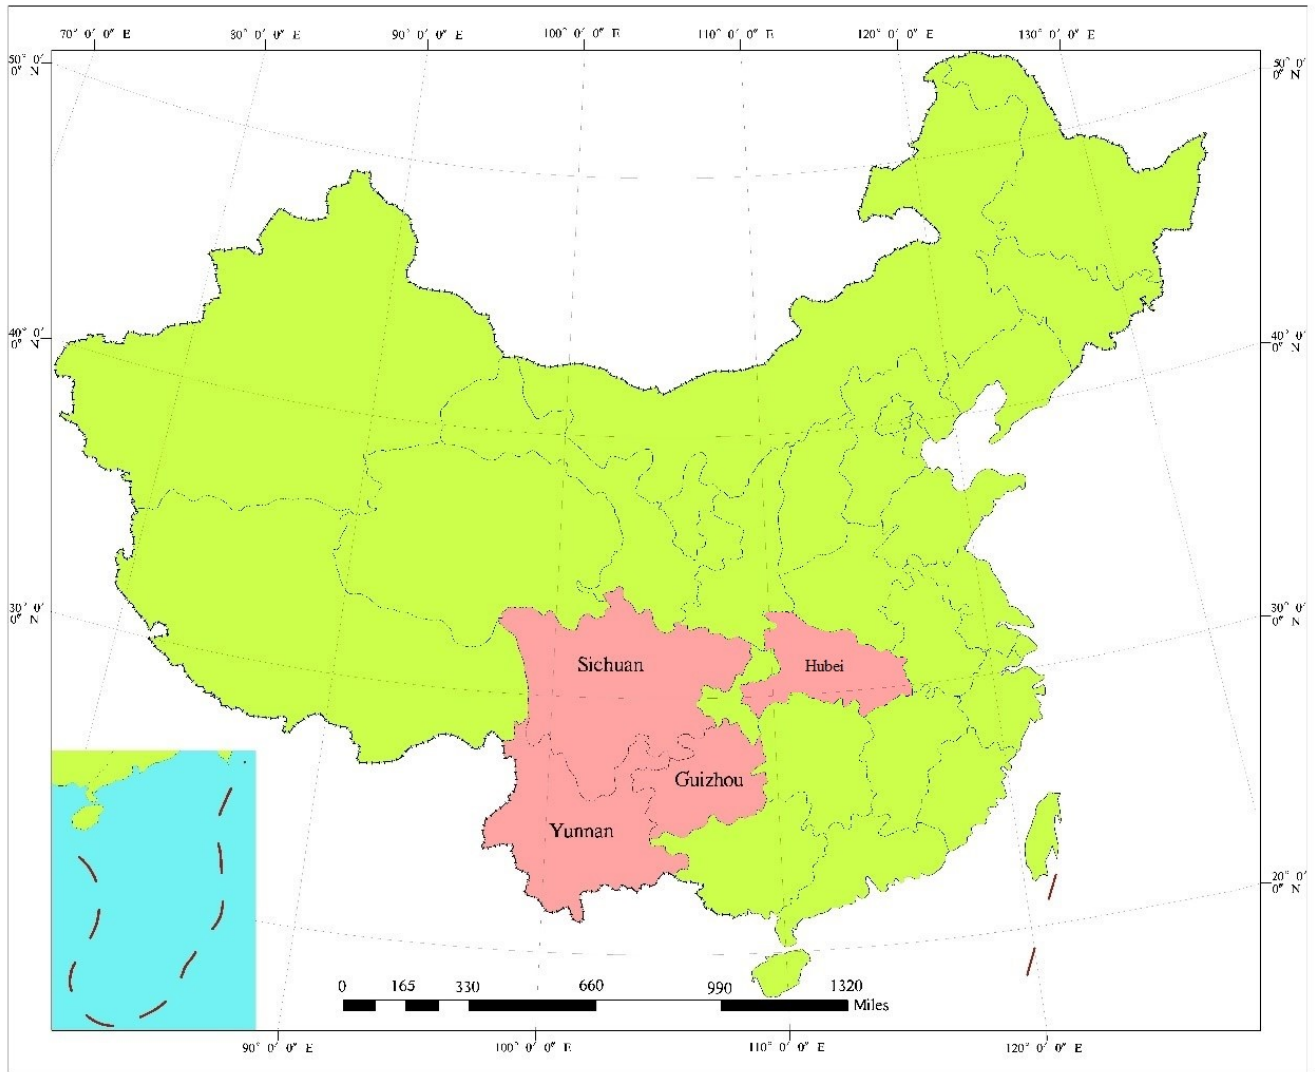 70° 0′ 0″ E 80° 0′ 0″ E 90° 0′ 0″ E 100° 0′ 0″ E 110° 0′ 0″ E 120° 0′ 0″ E 130° 0′ 0″ E
50° 0′ 50° 0′
0″ N 0″ N
40° 0′ 40° 0′
0″ N 0″ N
30° 0′ 30° 0′
0″ N 0″ N
Sichuan Hubei
Guizhou
Yunnan
20° 0′
0″ N
0 165 330 660 990 1320
Miles
90° 0′ 0″ E 100° 0′ 0″ E 110° 0′ 0″ E 120° 0′ 0″ E